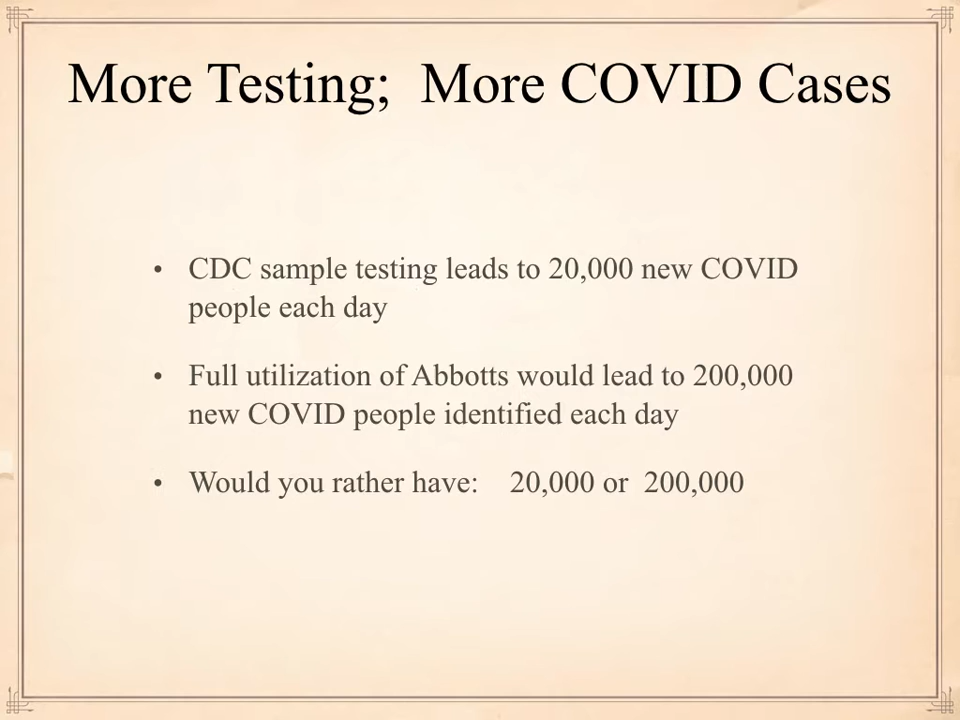 More Testing;  More COVID Cases
• CDC sample testing leads to 20,000 new COVID
people each day
• Full utilization of Abbotts would lead to 200,000
new COVID people identified each day
• Would you rather have:    20,000 or  200,000